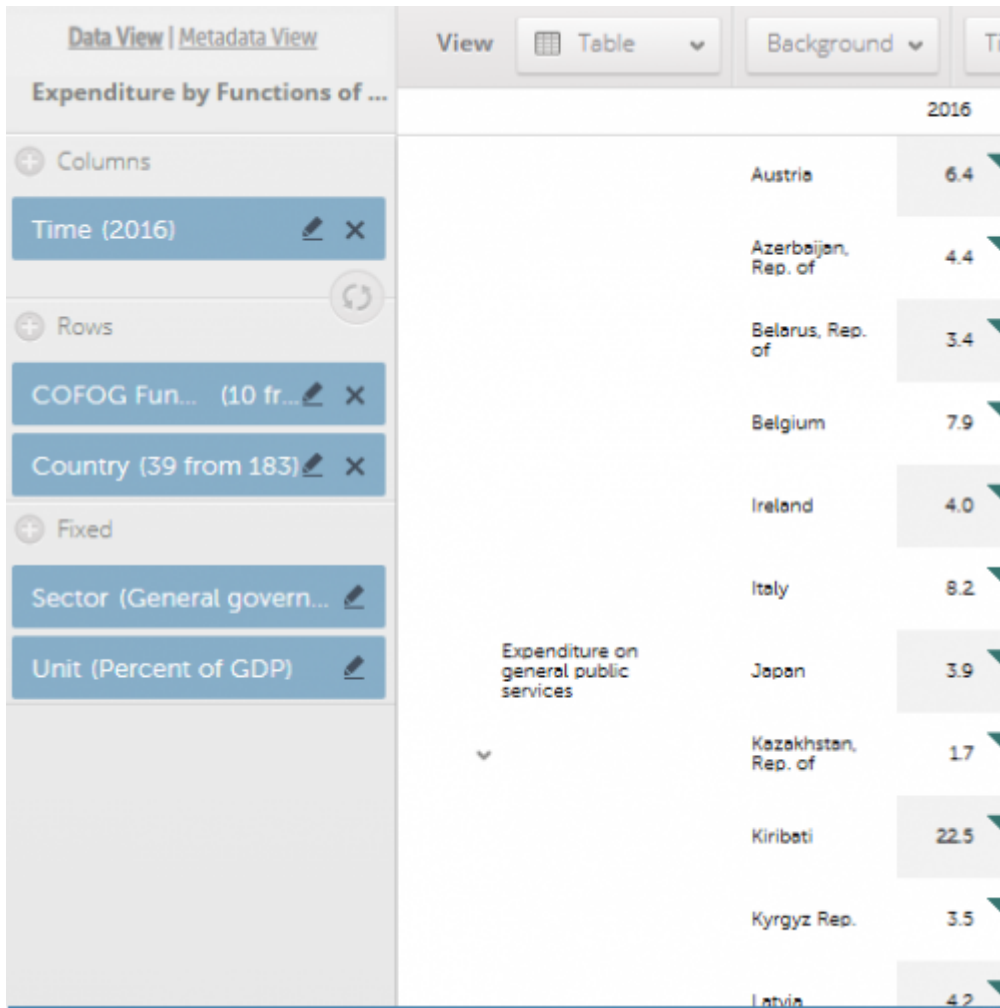 Data View | Metadata View
Expenditure by Functions of ...
Columns
Time (2016)
Rows
COFOG Fun... (10 fr...
Country (39 from 183)
Fixed
Sector (General govern...
Unit (Percent of GDP)
View Table Background Ti
2016
Austria 6.4
Azerbaijan,
Rep. of 4.4
Belarus, Rep.
of 3.4
Belgium 7.9
Ireland 4.0
Italy 8.2
Expenditure on
general public
services
Japan 3.9
Kazakhstan,
Rep. of 1.7
Kiribati 22.5
Kyrgyz Rep. 3.5
Latvia 4.2